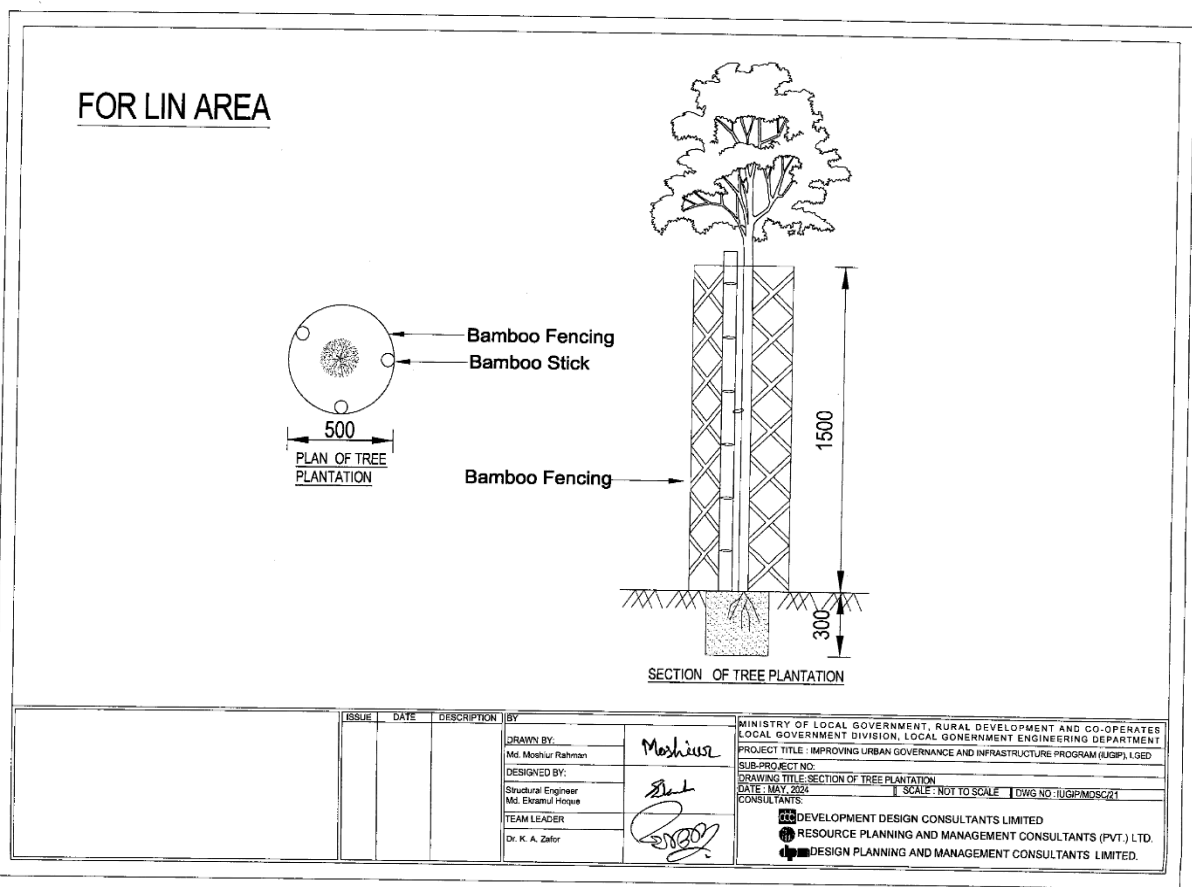 FOR LIN AREA
Bamboo Fencing
Bamboo Stick
500
PLAN OF TREE
PLANTATION
Bamboo Fencing
1500
300
SECTION OF TREE PLANTATION
ISSUE DATE DESCRIPTION BY
DRAWN BY:
Md. Moshiur Rahman
Moshiur
DESIGNED BY:
Structural Engineer
Md. Ekramul Hoque
TEAM LEADER
Dr. K. A. Zafor
MINISTRY OF LOCAL GOVERNMENT, RURAL DEVELOPMENT AND CO-OPERATES
LOCAL GOVERNMENT DIVISION, LOCAL GONERNMENT ENGINEERING DEPARTMENT
PROJECT TITLE : IMPROVING URBAN GOVERNANCE AND INFRASTRUCTURE PROGRAM (IUGIP), LGED
SUB-PROJECT NO:
DRAWING TITLE: SECTION OF TREE PLANTATION
DATE : MAY, 2024 SCALE : NOT TO SCALE DWG NO : IUGIP/MDSC/21
CONSULTANTS:
ddc DEVELOPMENT DESIGN CONSULTANTS LIMITED
RESOURCE PLANNING AND MANAGEMENT CONSULTANTS (PVT.) LTD.
dpm DESIGN PLANNING AND MANAGEMENT CONSULTANTS LIMITED.